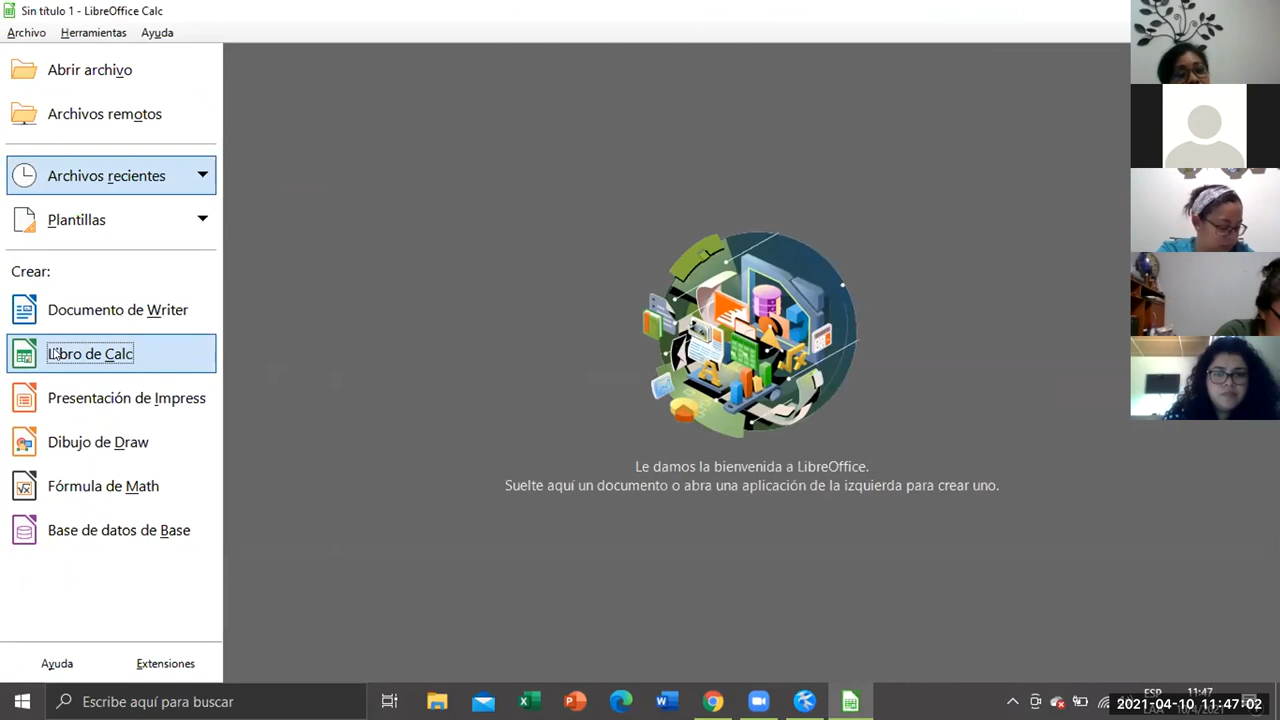 Sin título 1 - LibreOffice Calc
Archivo Herramientas Ayuda
Abrir archivo
Archivos remotos
Archivos recientes
Plantillas
Crear:
Documento de Writer
Libro de Calc
Presentación de Impress
Dibujo de Draw
Fórmula de Math
Base de datos de Base
Le damos la bienvenida a LibreOffice.
Suelte aquí un documento o abra una aplicación de la izquierda para crear uno.
Ayuda Extensiones
Escribe aquí para buscar
ESP
11:47
2021-04-10 11:47:02